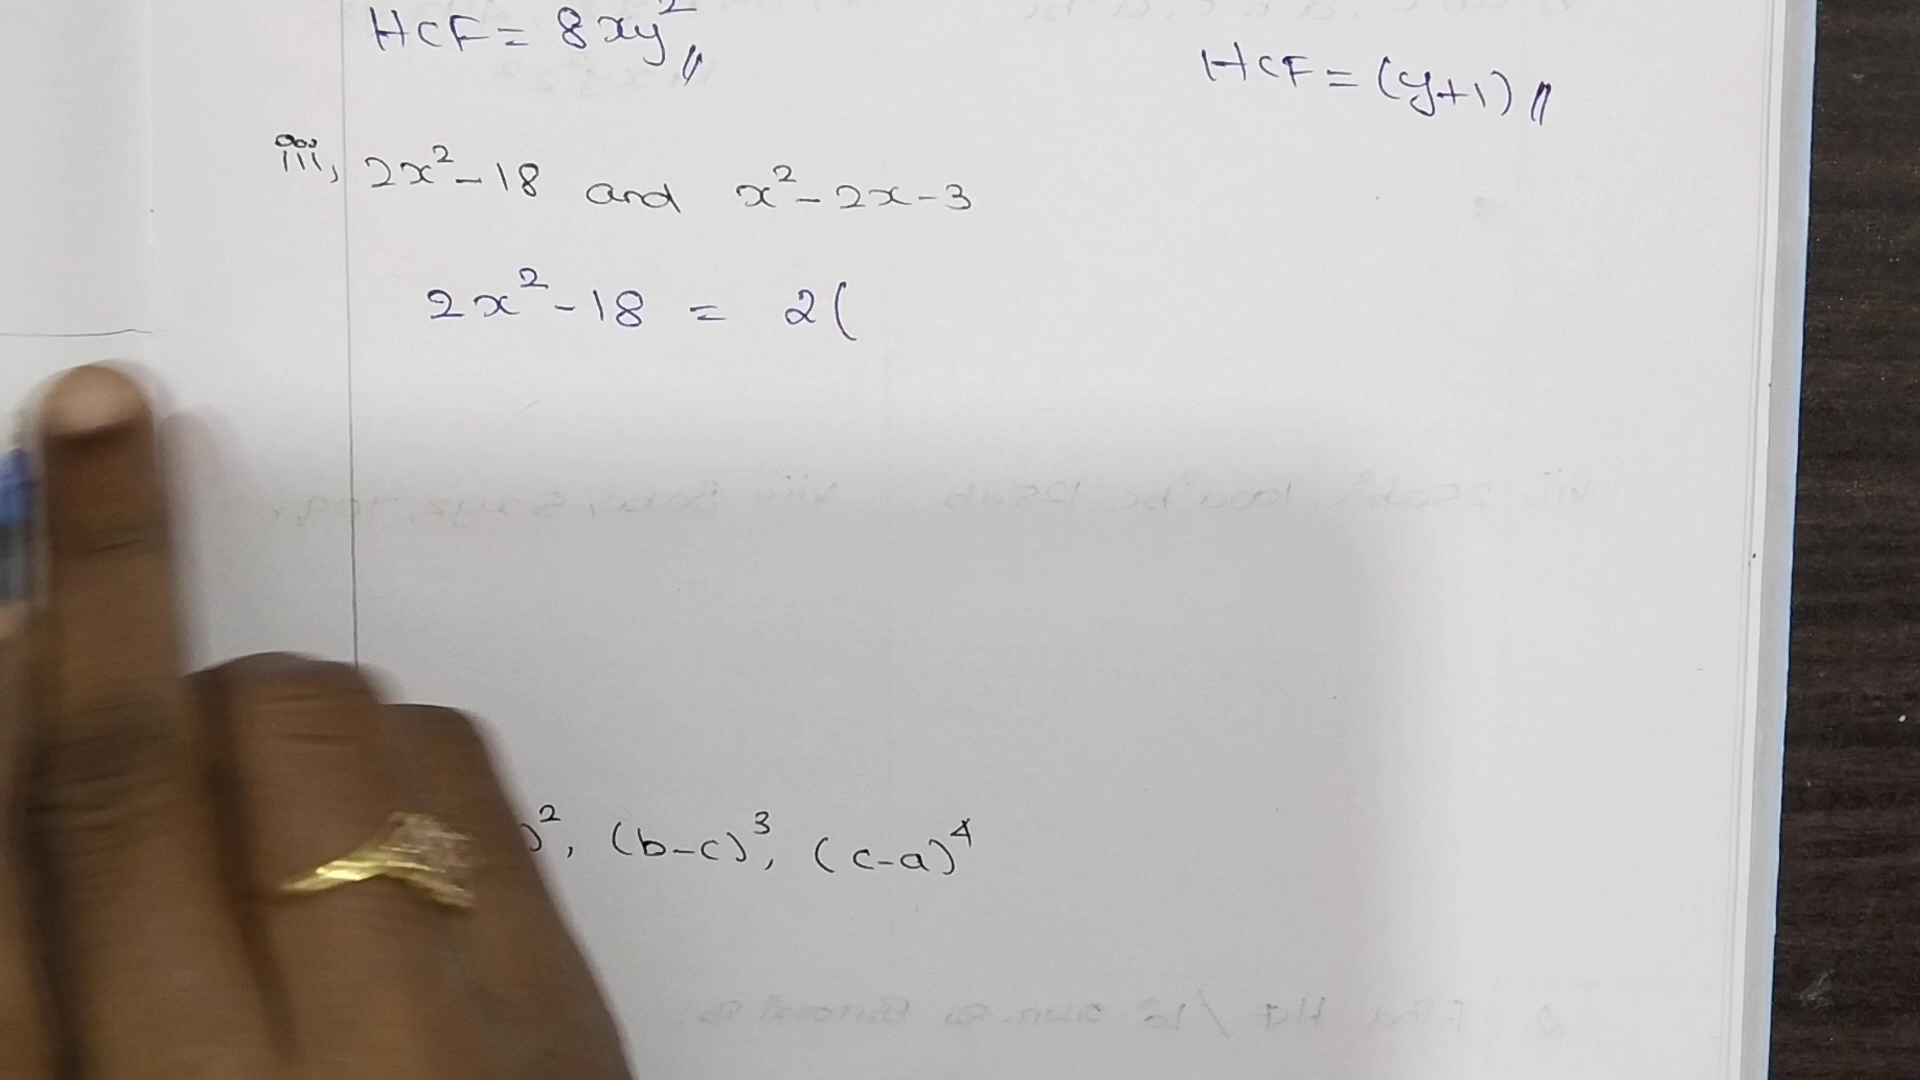 HCF = 8xy²//
HCF = (y+1)//
iii, 2x² - 18 and x² - 2x - 3
2x² - 18 = 2(
)², (b-c)³, (c-a)⁴